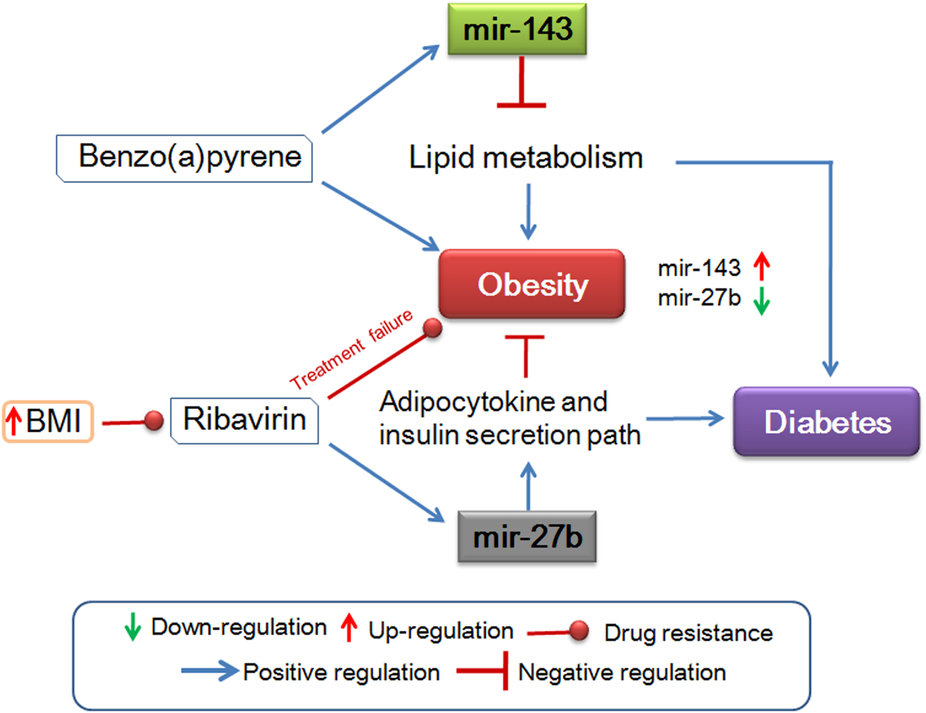 mir-143
Benzo(a)pyrene
Lipid metabolism
Obesity
mir-143
mir-27b
Treatment failure
BMI
Ribavirin
Adipocytokine and
insulin secretion path
Diabetes
mir-27b
Down-regulation
Up-regulation
Drug resistance
Positive regulation
Negative regulation